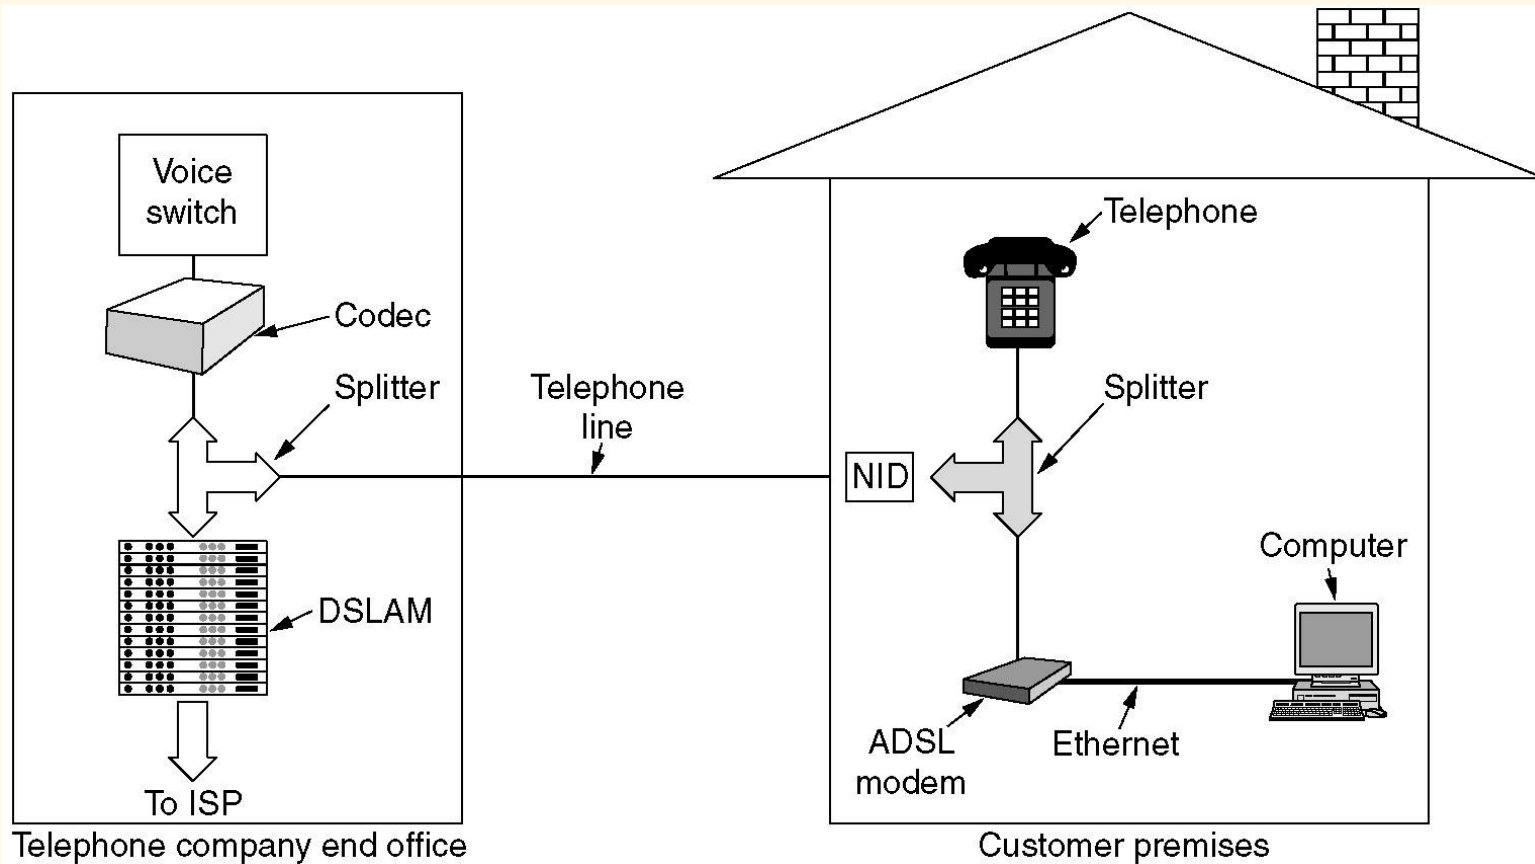 Voice
switch
Codec
Splitter
DSLAM
To ISP
Telephone company end office
Telephone
line
Telephone
Splitter
NID
Computer
ADSL
modem
Ethernet
Customer premises